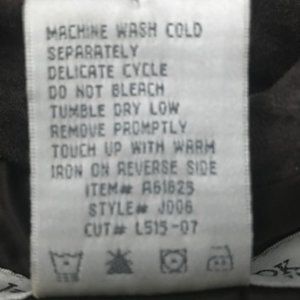 MACHINE WASH COLD
SEPARATELY
DELICATE CYCLE
DO NOT BLEACH
TUMBLE DRY LOW
REMOVE PROMPTLY
TOUCH UP WITH WARM
IRON ON REVERSE SIDE
ITEM# A61825
STYLE# J006
CUT# L515-07